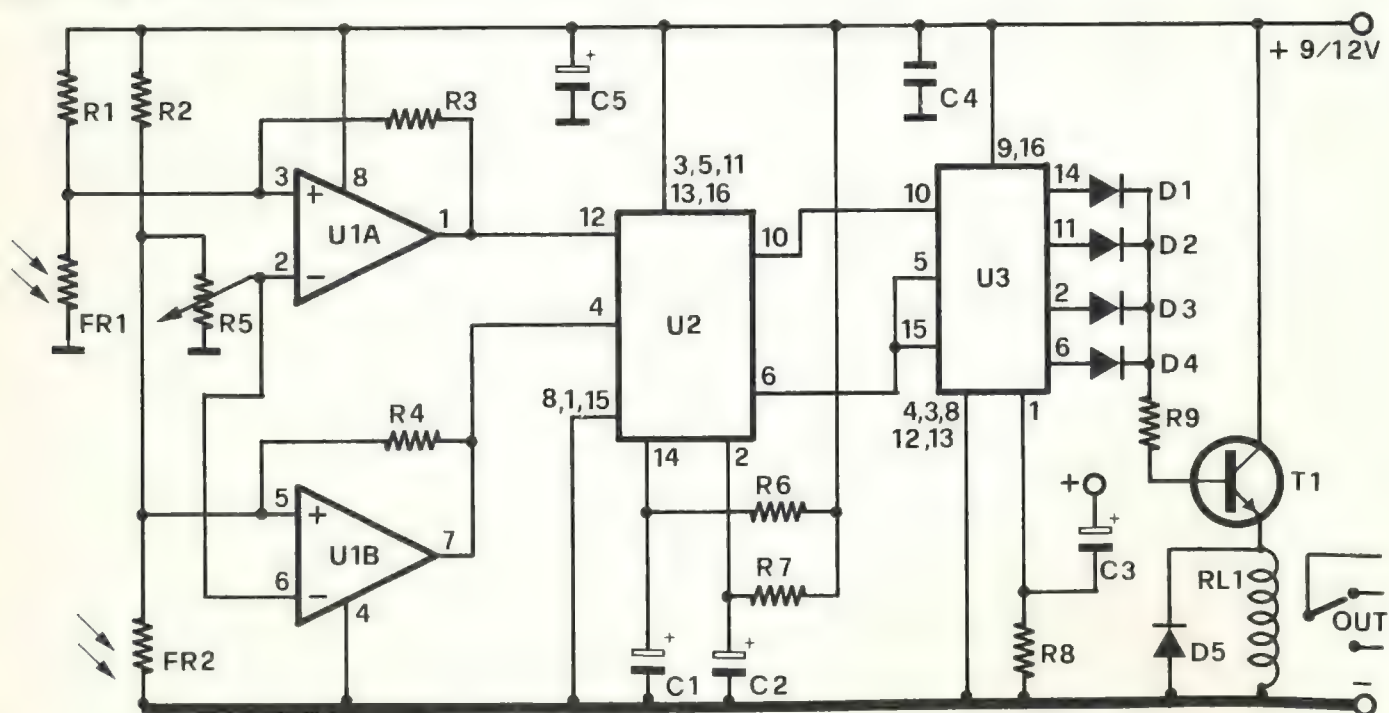 + 9/12V
R1
R2
R3
C5
C4
3,5,11
13,16
9,16
3
8
+
U1A
1
2
−
12
10
10
14
D1
11
D2
5
U3
2
D3
15
6
D4
4
U2
6
FR1
R5
8,1,15
R4
14
2
4,3,8
12,13
1
R9
T1
R6
+
+
C3
5
+
U1B
7
6
−
4
R7
RL1
OUT
FR2
+
C1
+
C2
R8
D5
−